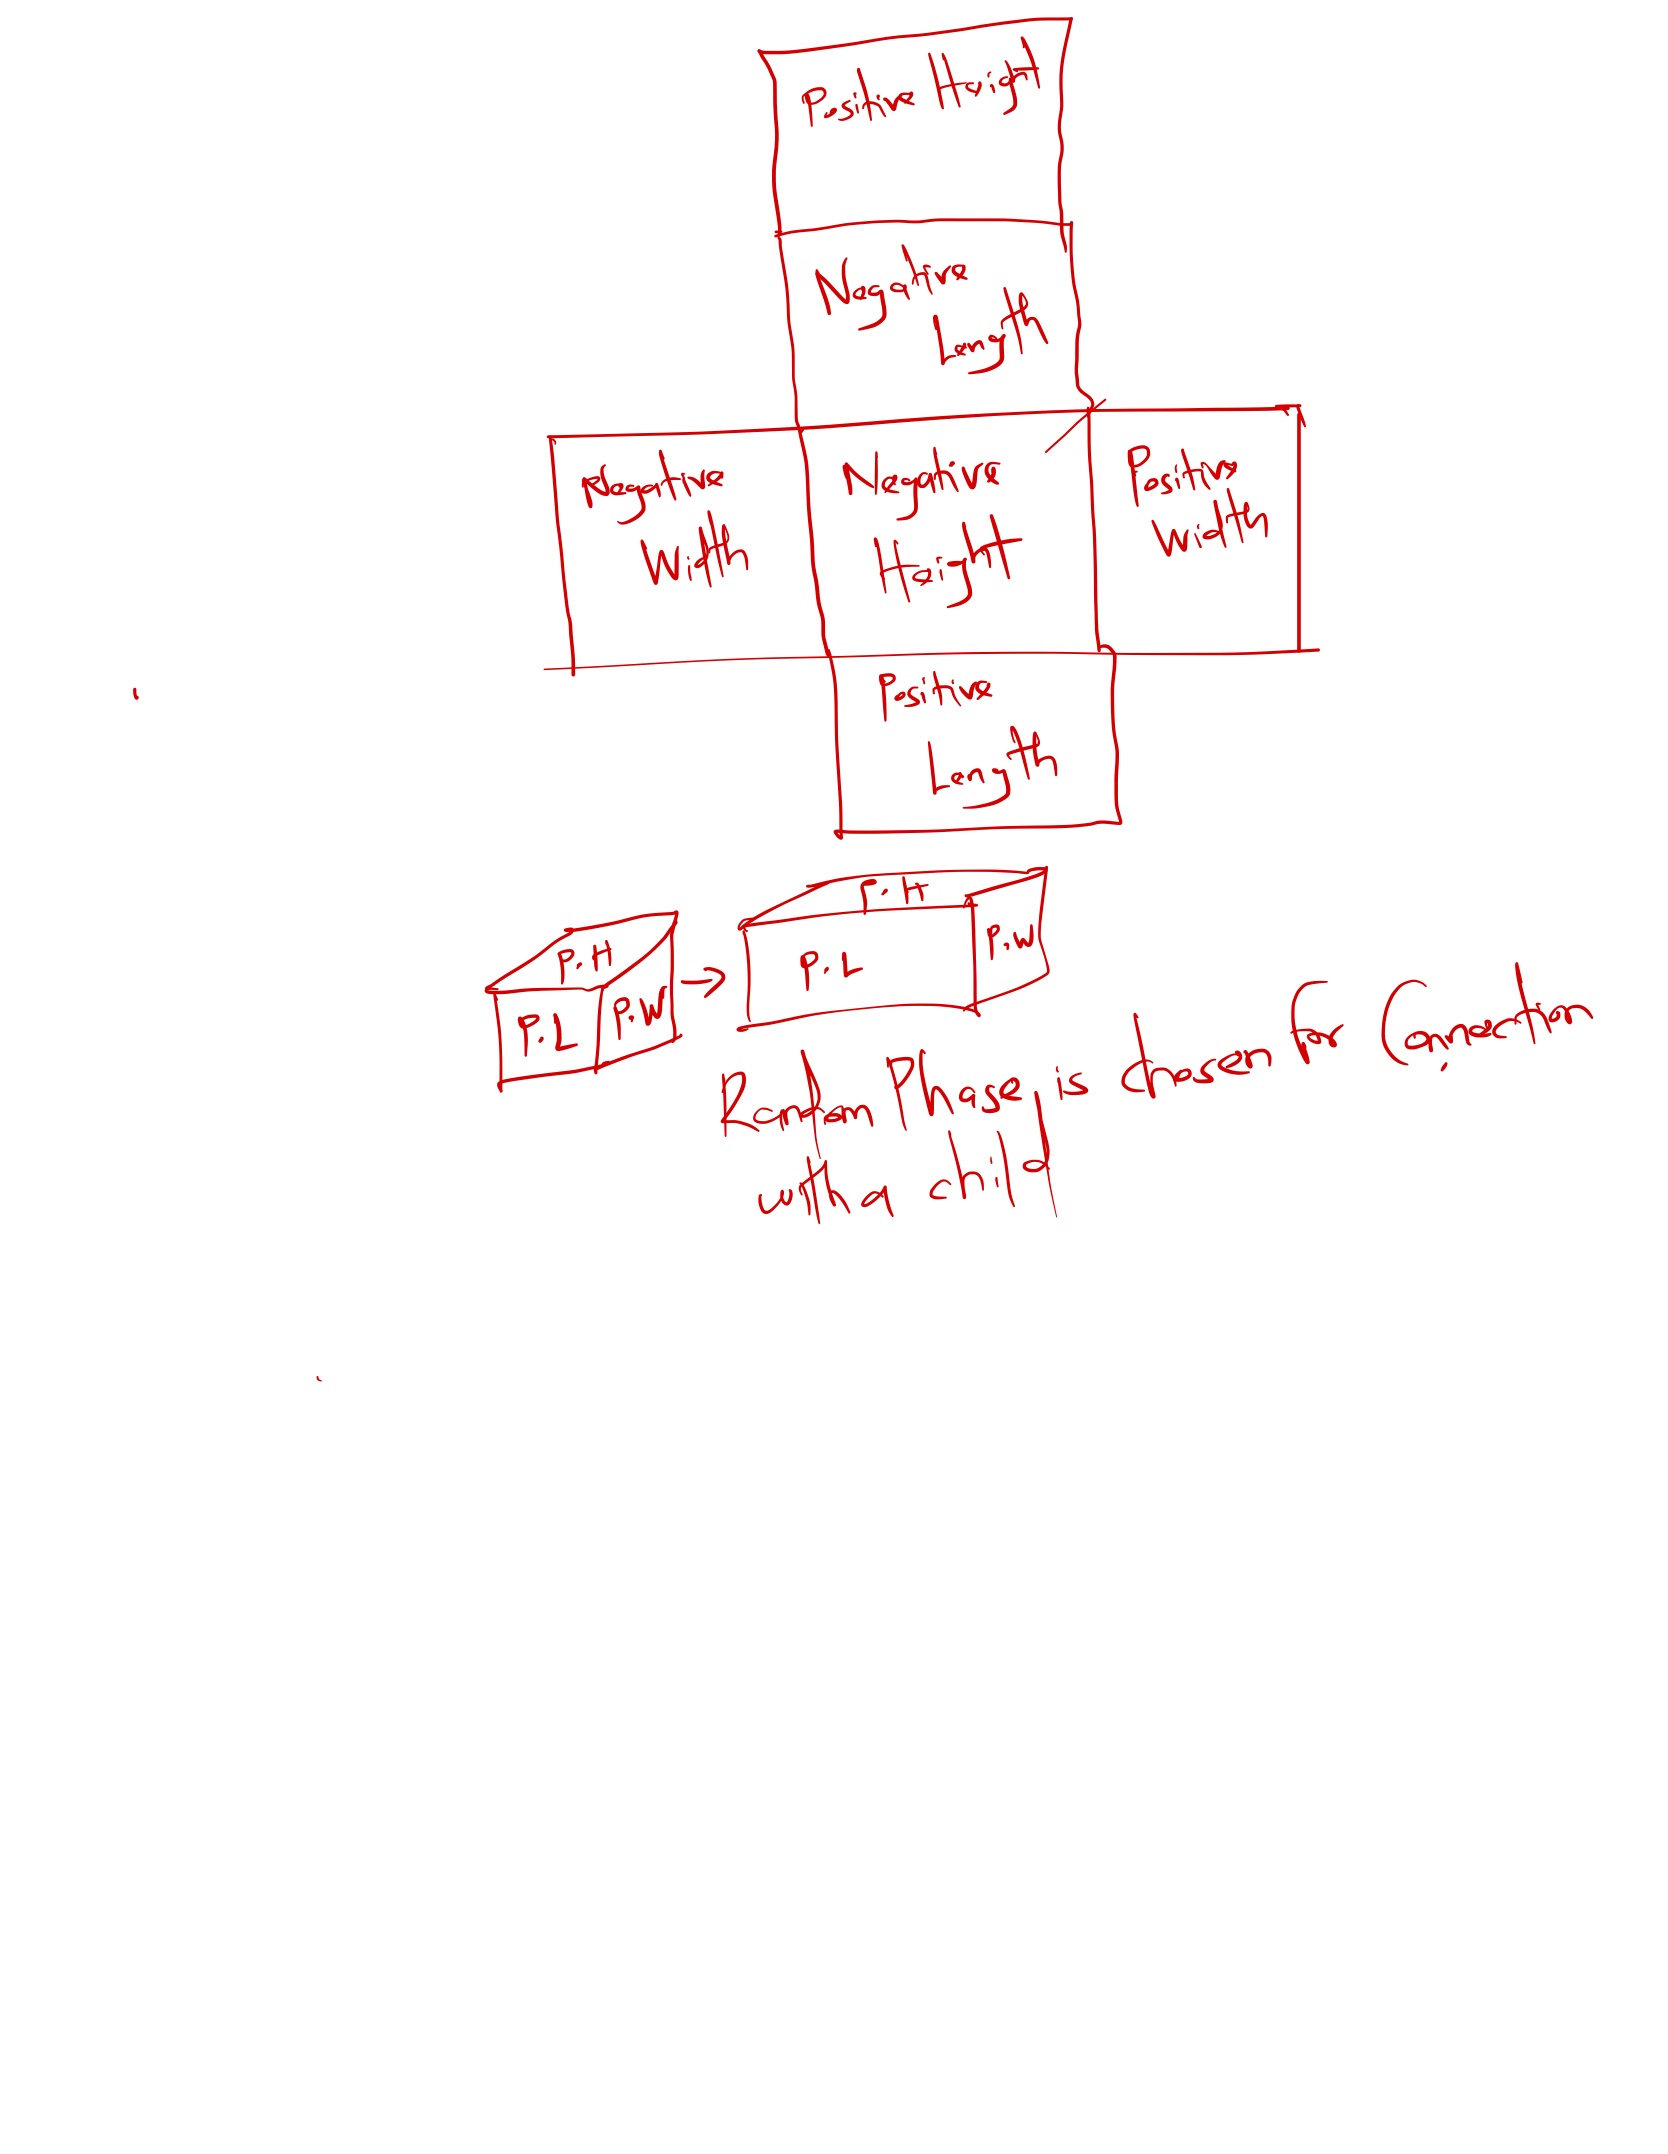 Positive Height
Negative
Length
Negative
Width
Negative
Height
Positive
Width
Positive
Length
P.H
P.L
P.W
P.H
P.L
P.W
Random Phase is chosen For Connection
with a child